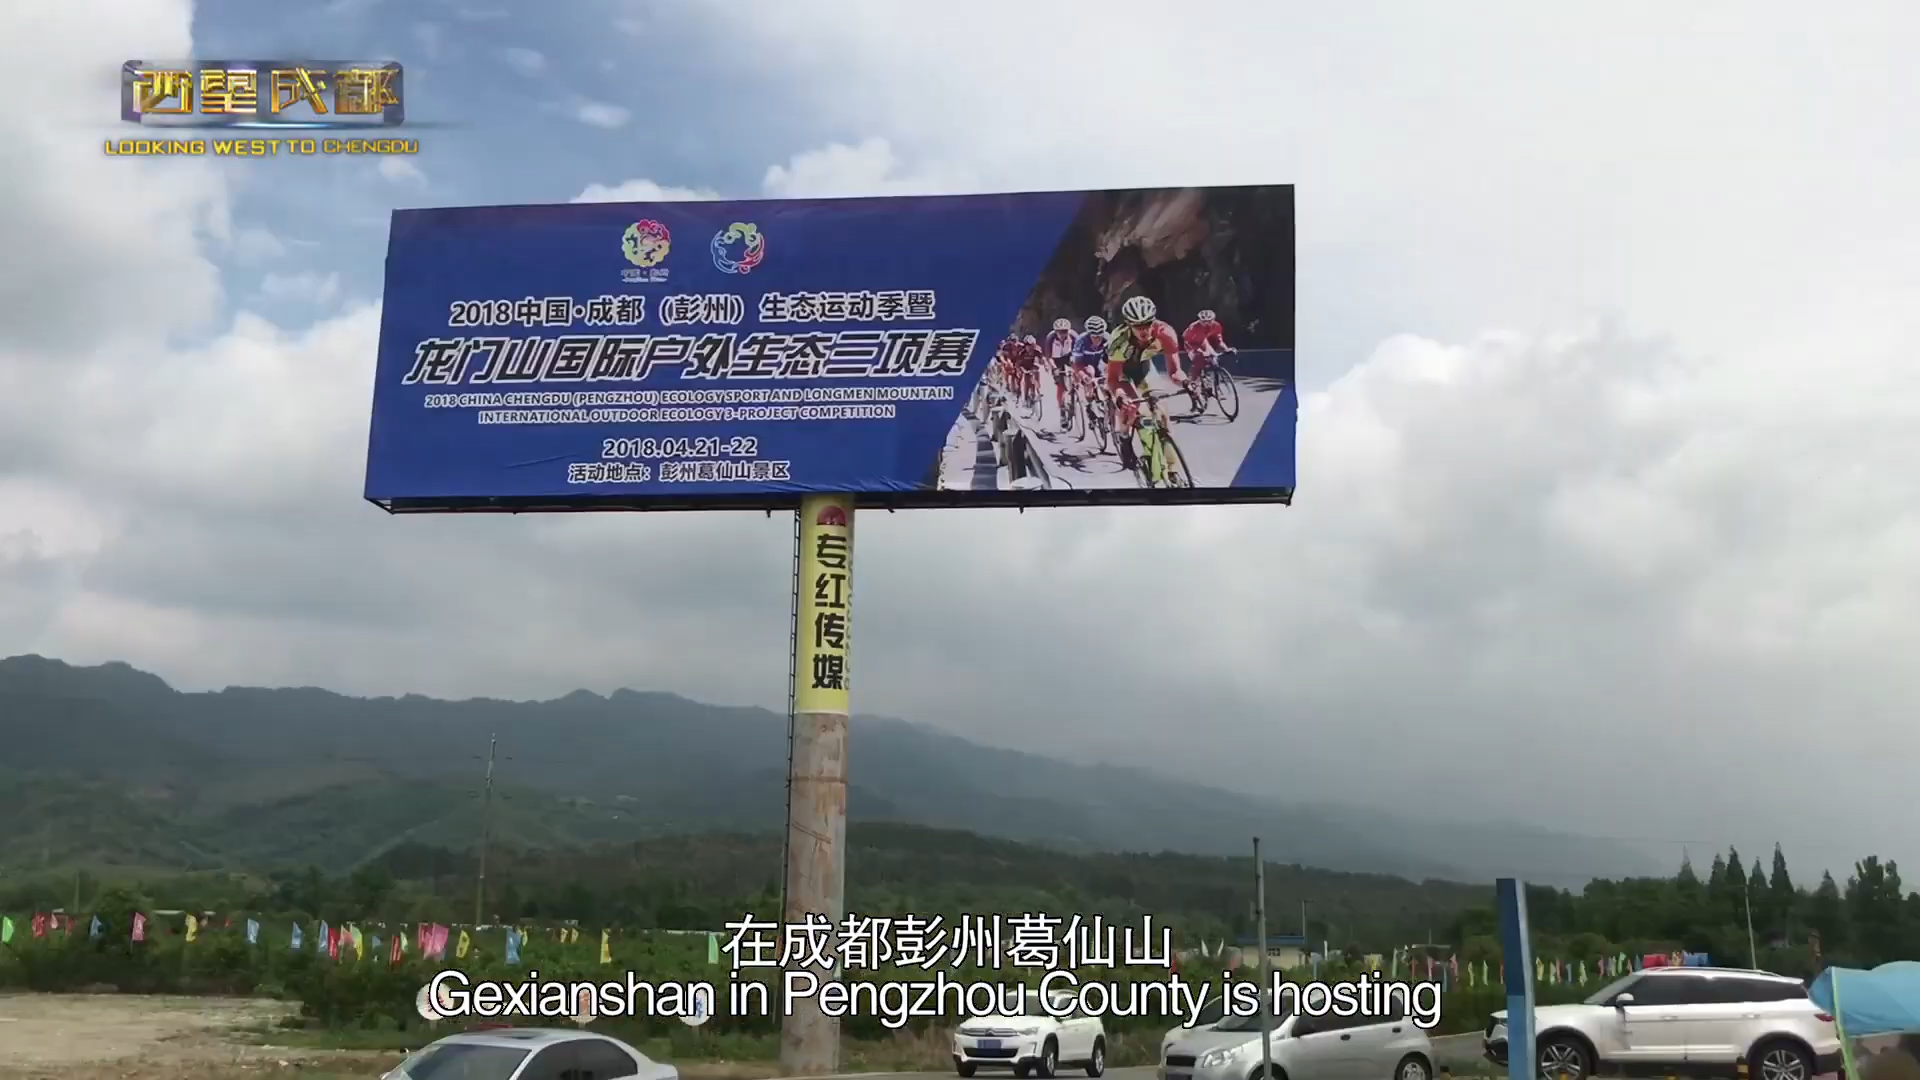 西望成都
LOOKING WEST TO CHENGDU
2018中国·成都（彭州）生态运动季暨
龙门山国际户外生态三项赛
2018 CHINA CHENGDU (PENGZHOU) ECOLOGY SPORT AND LONGMEN MOUNTAIN
INTERNATIONAL OUTDOOR ECOLOGY 3-PROJECT COMPETITION
2018.04.21-22
活动地点：彭州葛仙山景区
专红传媒
在成都彭州葛仙山
Gexianshan in Pengzhou County is hosting